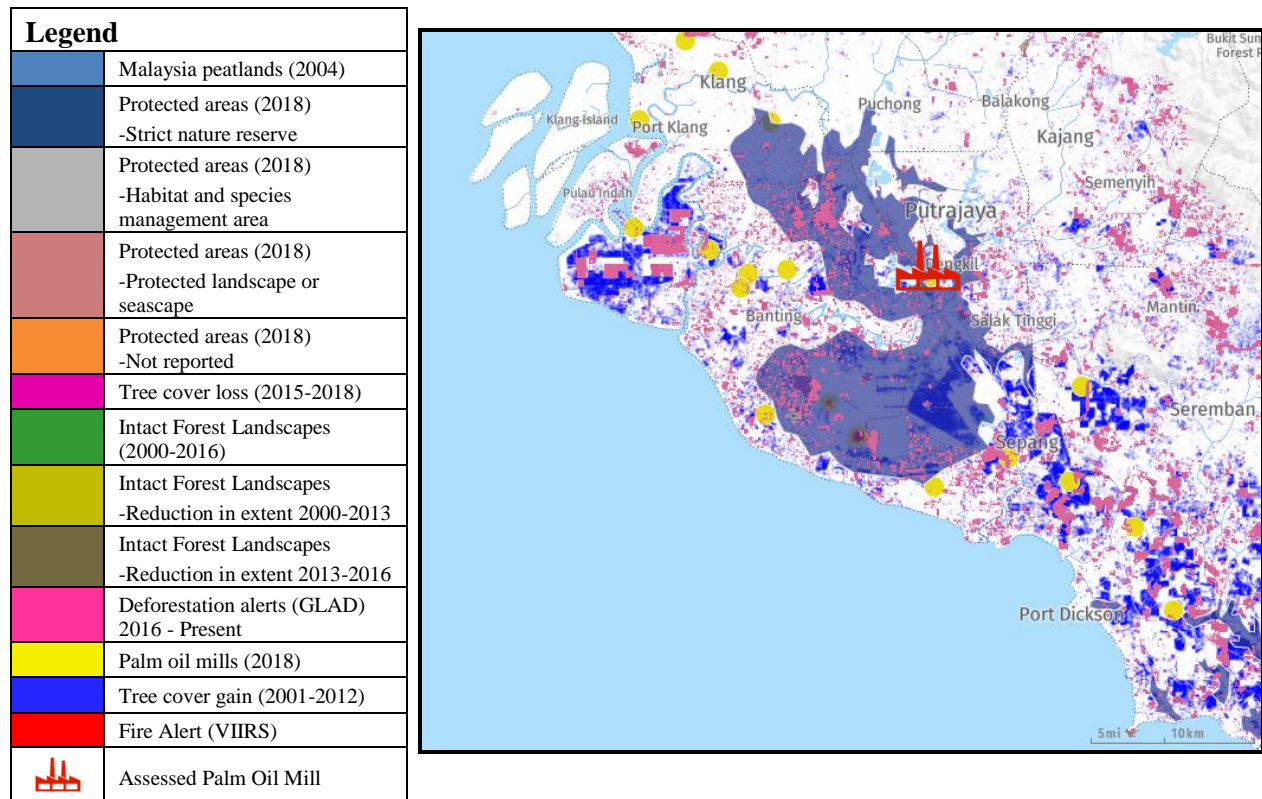 Legend
Malaysia peatlands (2004)
Protected areas (2018)
-Strict nature reserve
Protected areas (2018)
-Habitat and species
management area
Protected areas (2018)
-Protected landscape or
seascape
Protected areas (2018)
-Not reported
Tree cover loss (2015-2018)
Intact Forest Landscapes
(2000-2016)
Intact Forest Landscapes
-Reduction in extent 2000-2013
Intact Forest Landscapes
-Reduction in extent 2013-2016
Deforestation alerts (GLAD)
2016 - Present
Palm oil mills (2018)
Tree cover gain (2001-2012)
Fire Alert (VIIRS)
Assessed Palm Oil Mill
Bukit Sun
Forest R
Klang
Puchong
Balakong
Klang Island
Port Klang
Kajang
Semenyih
Pulau Indah
Putrajaya
Dengkil
Mantin
Banting
Salak Tinggi
Seremban
Sepang
Port Dickson
5mi
10km